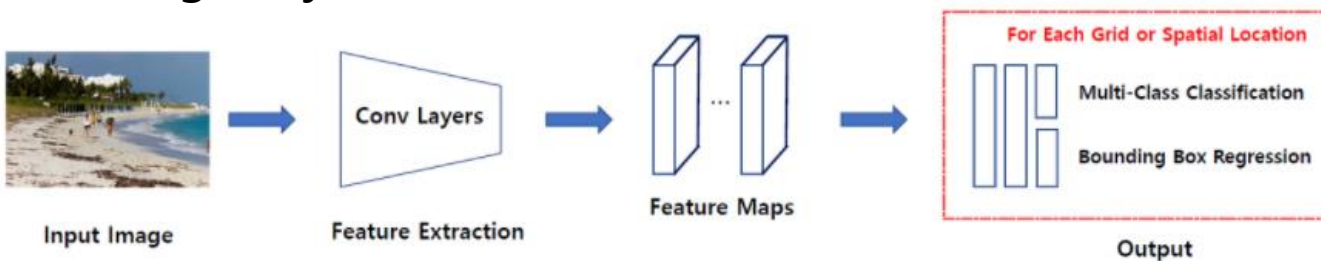 For Each Grid or Spatial Location
Conv Layers
...
Multi-Class Classification
Bounding Box Regression
Input Image
Feature Extraction
Feature Maps
Output